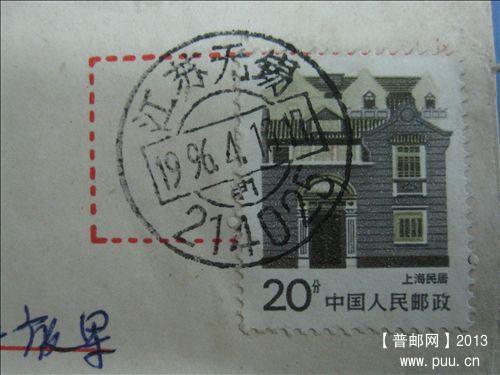 江苏无锡
1996.4.1
214025
上海民居
20分 中国人民邮政
【普邮网】2013
www.puu.cn